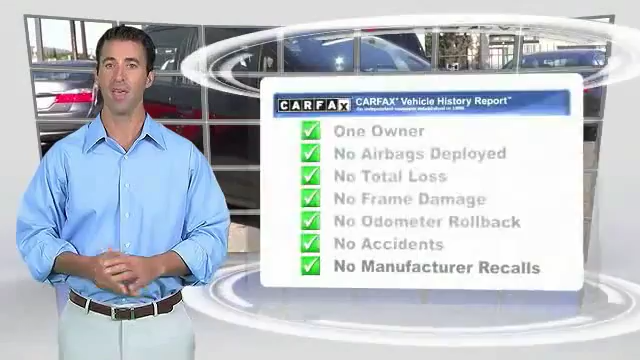 CARFAX CARFAX® Vehicle History Report™
One Owner
No Airbags Deployed
No Total Loss
No Frame Damage
No Odometer Rollback
No Accidents
No Manufacturer Recalls